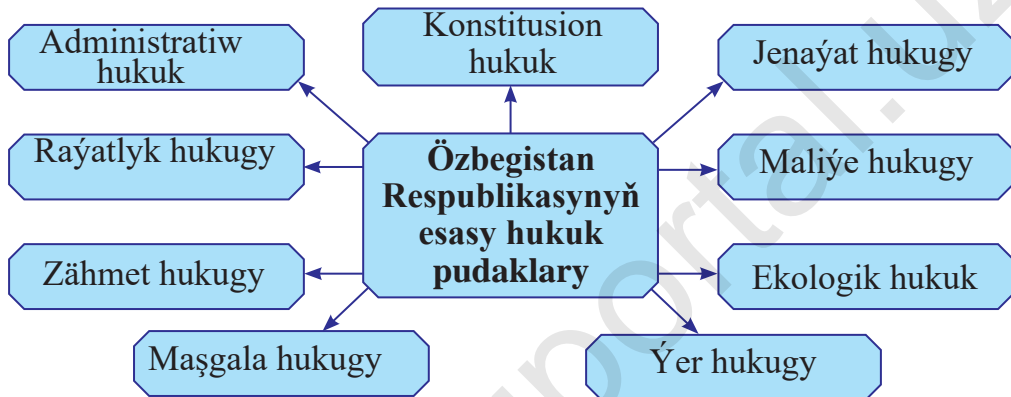 Administratiw
hukuk
Konstitusion
hukuk
Jenaýat hukugy
Raýatlyk hukugy
Özbegistan
Respublikasynyň
esasy hukuk
pudaklary
Maliýe hukugy
Zähmet hukugy
Ekologik hukuk
Maşgala hukugy
Ýer hukugy